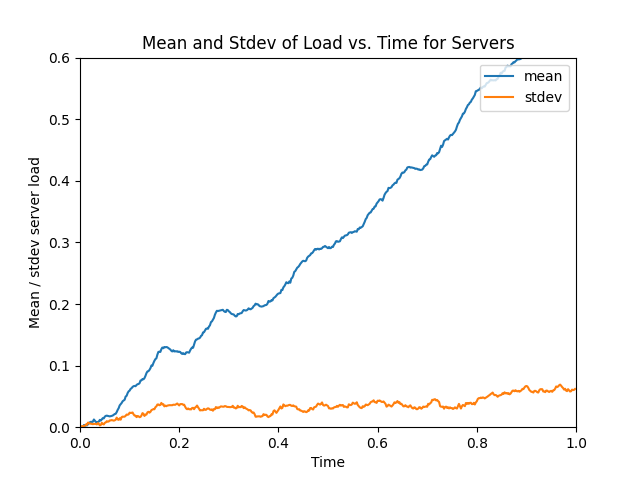 Mean and Stdev of Load vs. Time for Servers
0.6
mean
stdev
0.5
0.4
0.3
0.2
0.1
0.0
Mean / stdev server load
0.0 0.2 0.4 0.6 0.8 1.0
Time